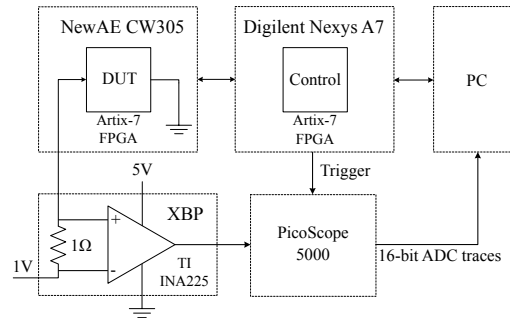 NewAE CW305
Digilent Nexys A7
DUT
Control
PC
Artix-7
FPGA
Artix-7
FPGA
5V
Trigger
XBP
+
1Ω
-
1V
TI
INA225
PicoScope
5000
16-bit ADC traces